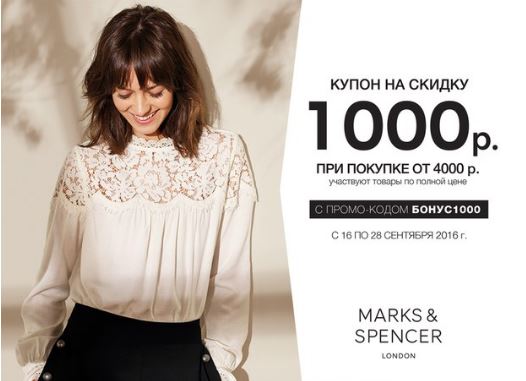 КУПОН НА СКИДКУ
1000р.
ПРИ ПОКУПКЕ ОТ 4000 р.
участвуют товары по полной цене
С ПРОМО-КОДОМ БОНУС1000
С 16 ПО 28 СЕНТЯБРЯ 2016 г.
MARKS &
SPENCER
LONDON